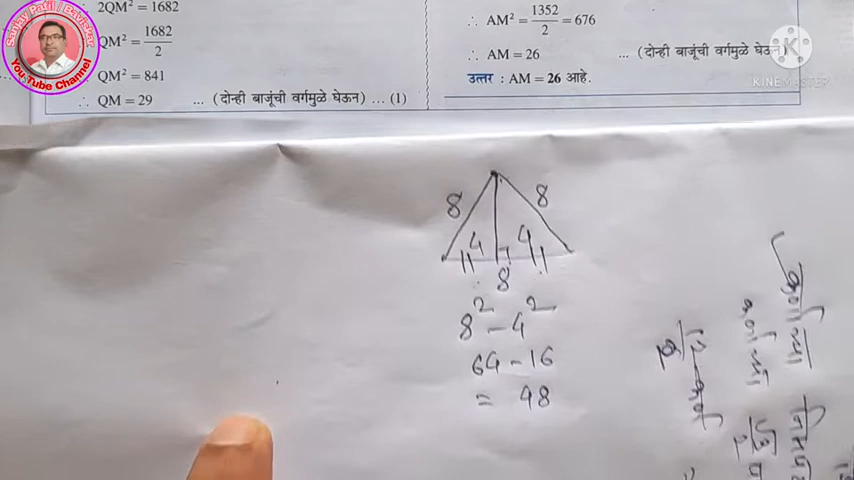 Sanjay Patil / Baviskar
You Tube Channel
∴ 2QM² = 1682
QM² = 1682/2
QM² = 841
∴ QM = 29 ... (दोन्ही बाजूंची वर्गमुळे घेऊन) ... (1)
∴ AM² = 1352/2 = 676
∴ AM = 26 ... (दोन्ही बाजूंची वर्गमुळे घेऊन)
उत्तर : AM = 26 आहे.
KINEMASTER
8 8
4 4
8
8² - 4²
64 - 16
= 48